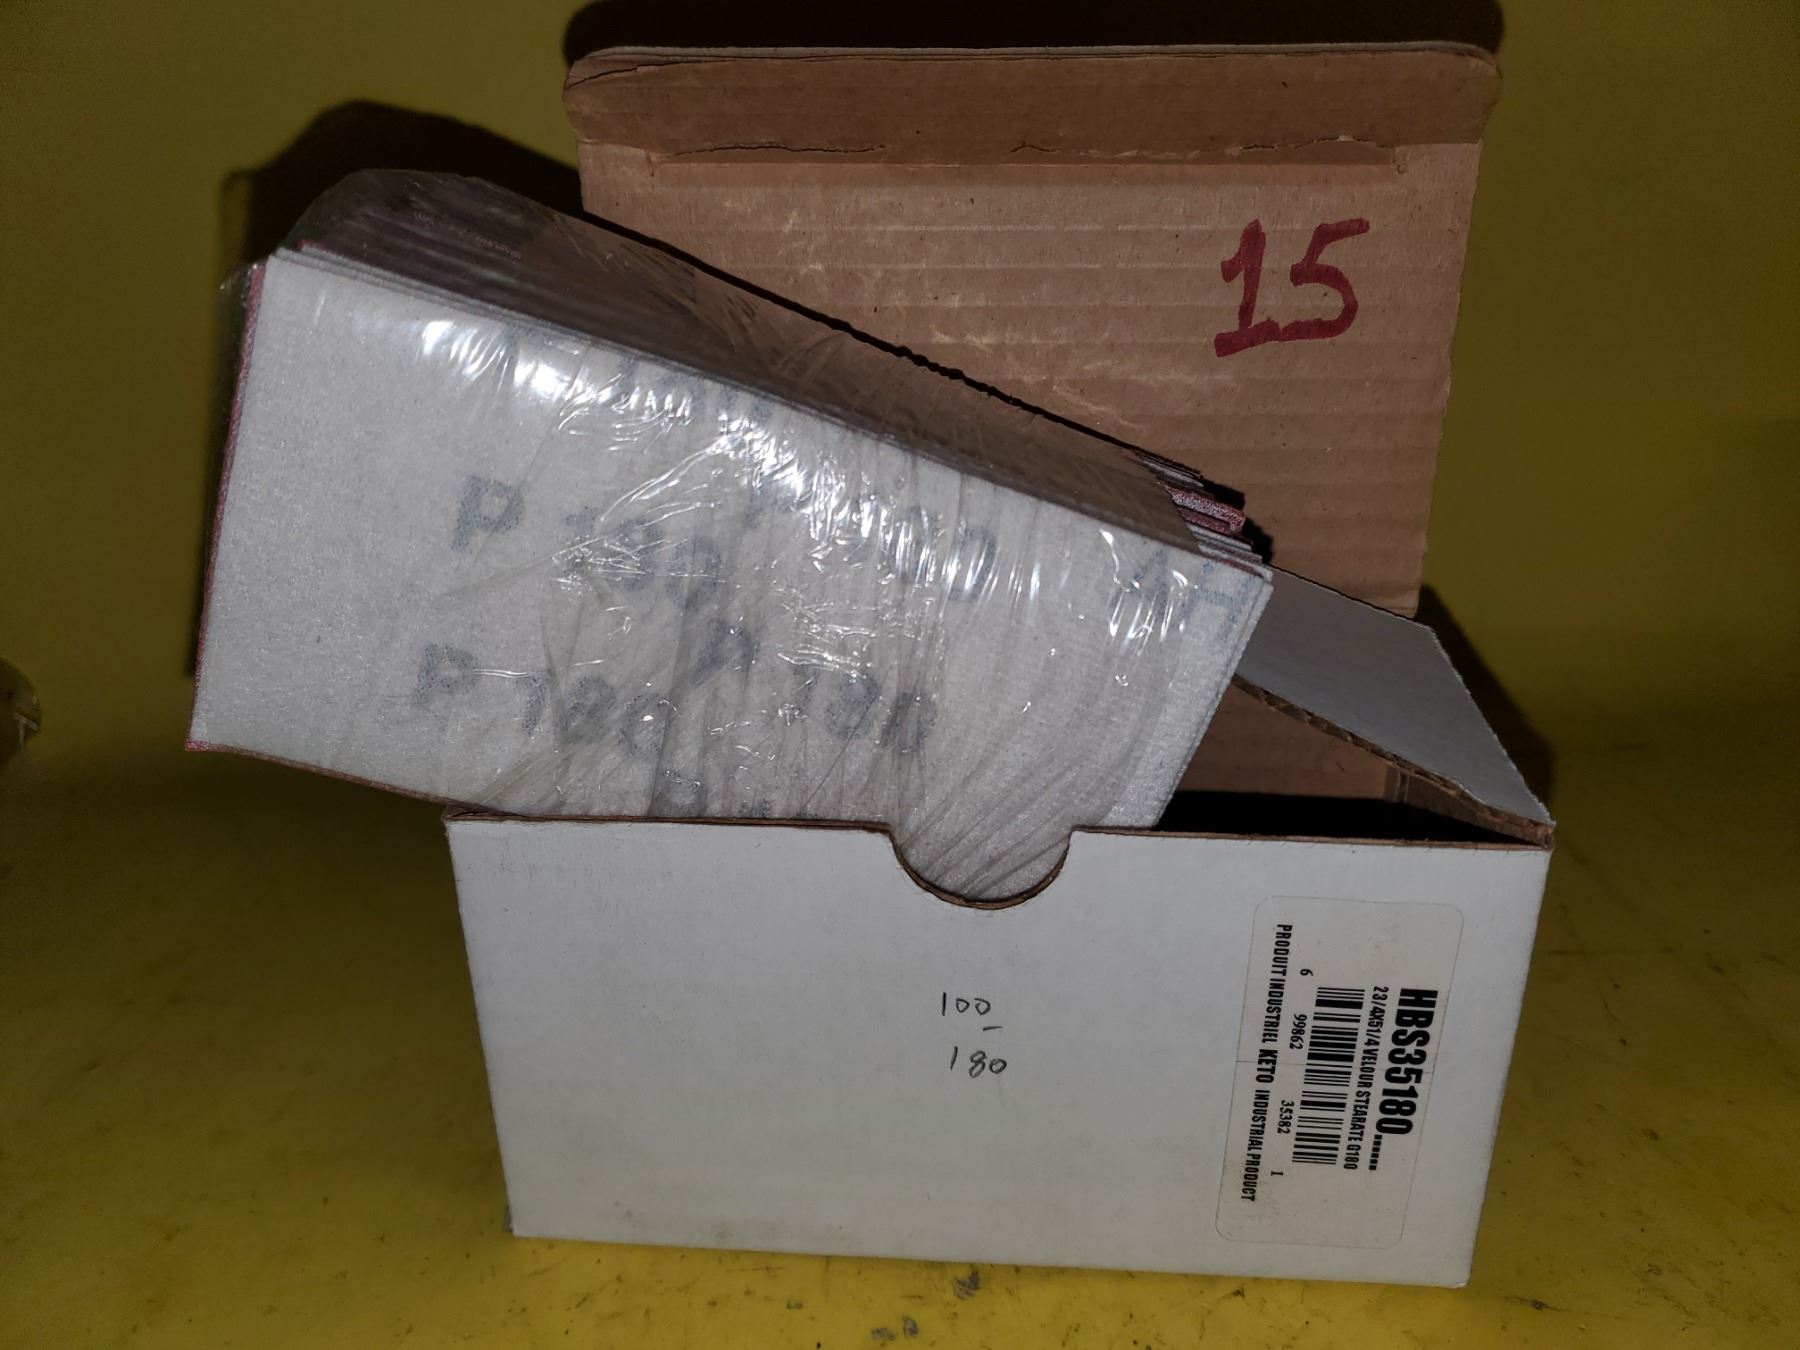 15
P 180
P 180
P 180
100,
180
HBS35180......
23/4X51/4 VELOUR STEARATE G180
6 99862 35382 1
PRODUIT INDUSTRIEL KETO INDUSTRIAL PRODUCT